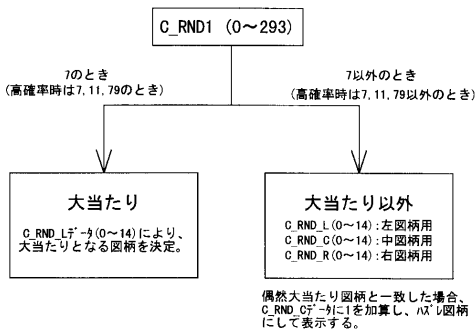 C_RND1 (0～293)
7のとき
(高確率時は7,11,79のとき)
7以外のとき
(高確率時は7,11,79以外のとき)
大当たり
C_RND_Lﾃﾞｰﾀ(0～14)により、
大当たりとなる図柄を決定。
大当たり以外
C_RND_L(0～14):左図柄用
C_RND_C(0～14):中図柄用
C_RND_R(0～14):右図柄用
偶然大当たり図柄と一致した場合、
C_RND_Cﾃﾞｰﾀに1を加算し、ﾊｽﾞﾚ図柄
にして表示する。